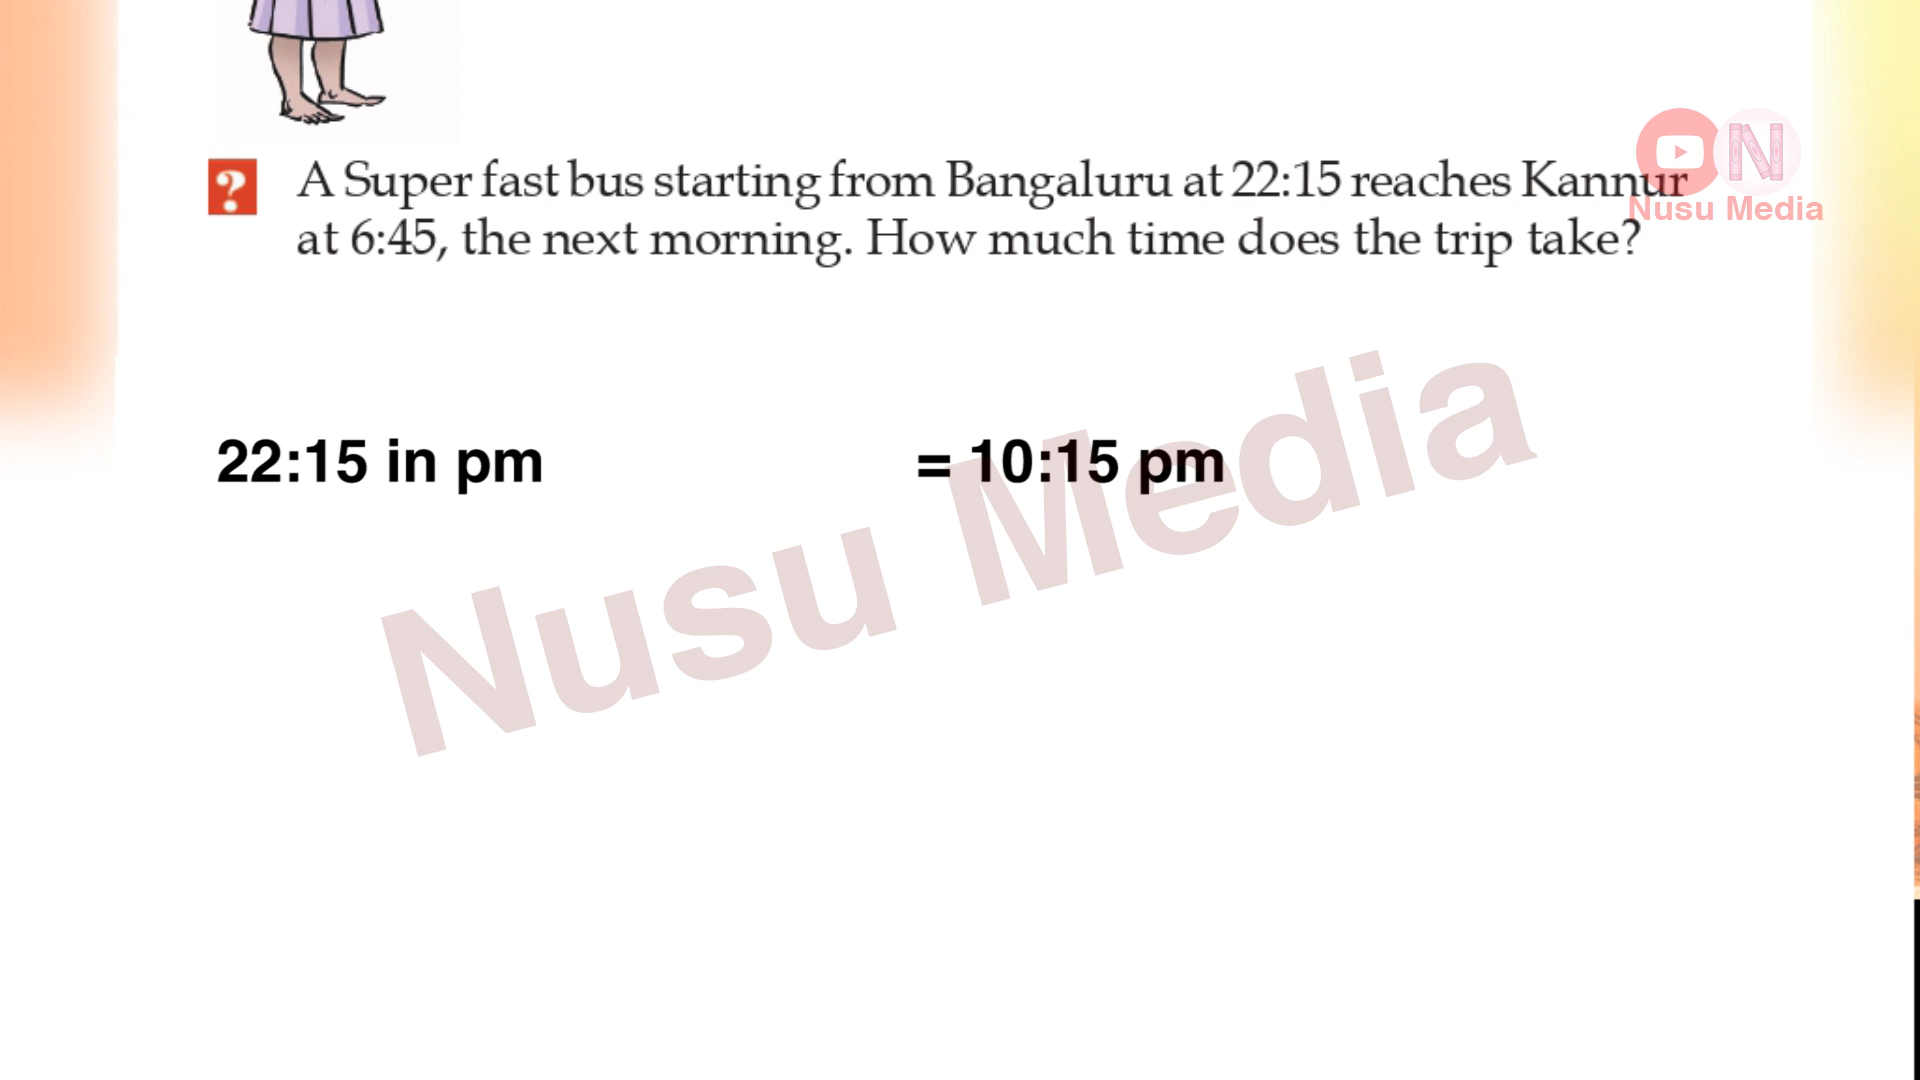 ? A Super fast bus starting from Bangaluru at 22:15 reaches Kannur
at 6:45, the next morning. How much time does the trip take?
N
Nusu Media
22:15 in pm = 10:15 pm
Nusu Media